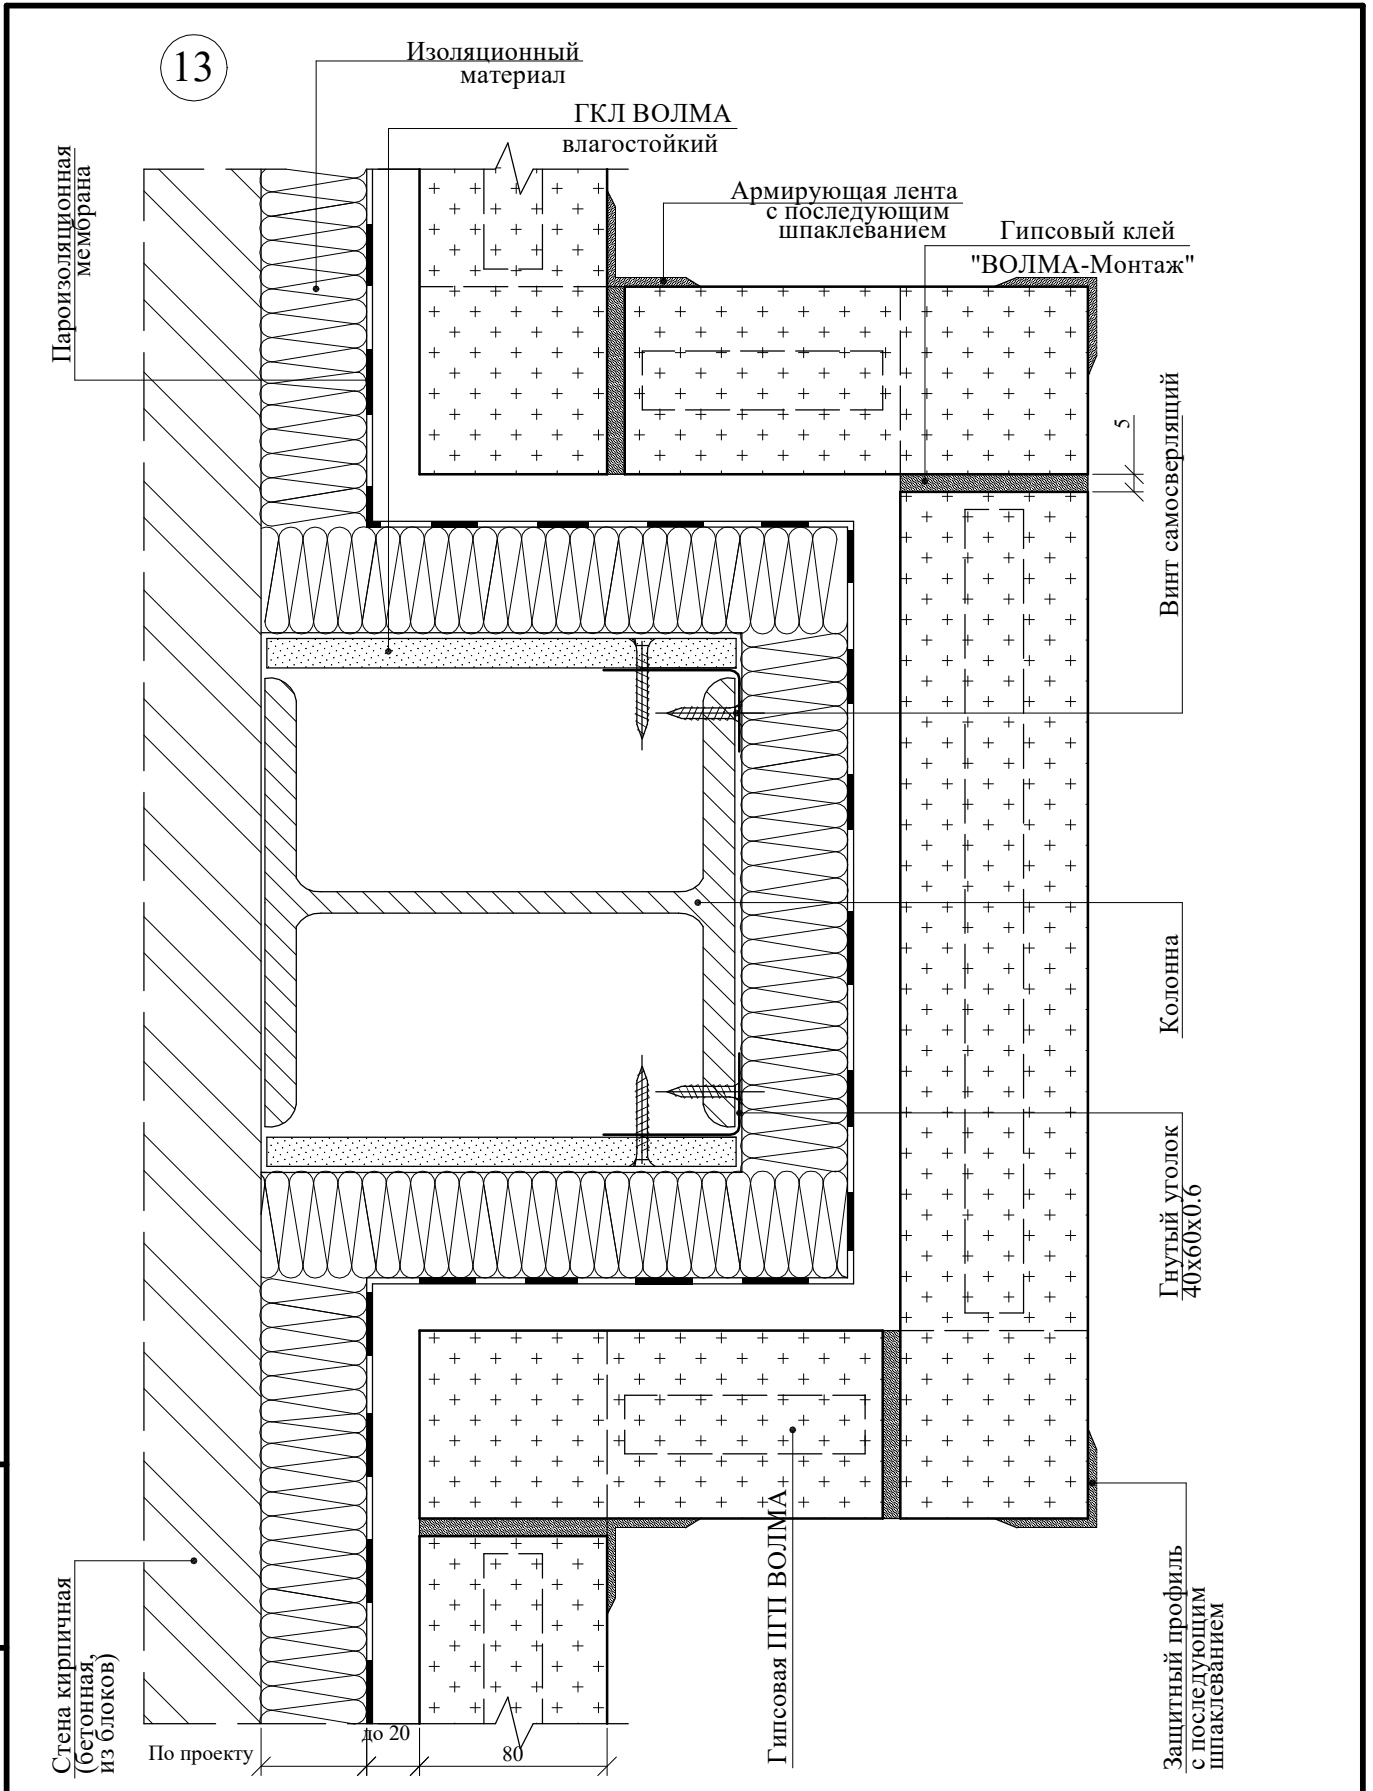 13
Изоляционный
материал
ГКЛ ВОЛМА
влагостойкий
Пароизоляционная
мембрана
Армирующая лента
с последующим
шпаклеванием
Гипсовый клей
"ВОЛМА-Монтаж"
5
Винт самосверлящий
Колонна
Гнутый уголок
40х60х0.6
Гипсовая ПГП ВОЛМА
Защитный профиль
с последующим
шпаклеванием
Стена кирпичная
(бетонная,
из блоков)
По проекту
до 20
80